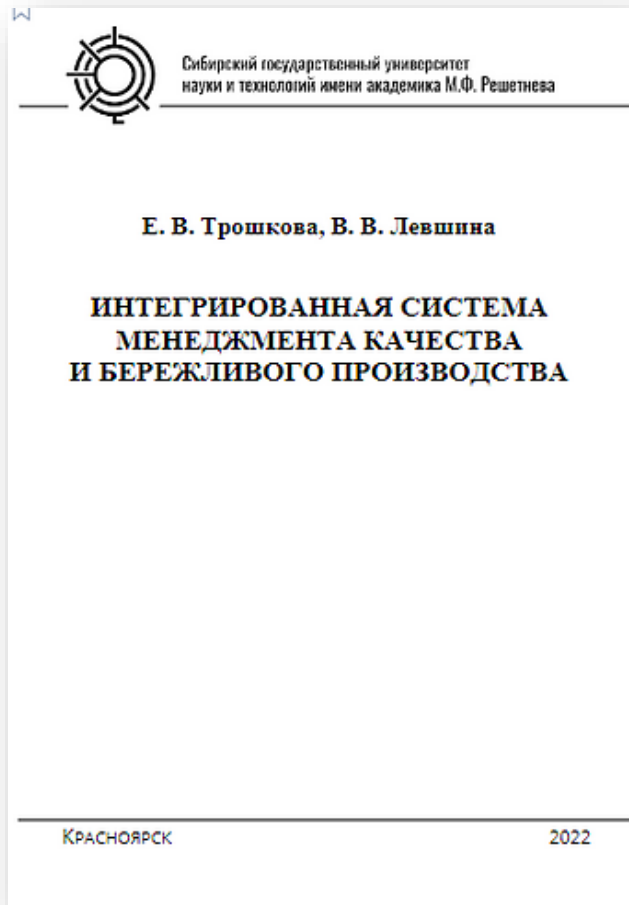 Сибирский государственный университет
науки и технологий имени академика М.Ф. Решетнева
Е. В. Трошкова, В. В. Левшина
ИНТЕГРИРОВАННАЯ СИСТЕМА
МЕНЕДЖМЕНТА КАЧЕСТВА
И БЕРЕЖЛИВОГО ПРОИЗВОДСТВА
КРАСНОЯРСК 2022